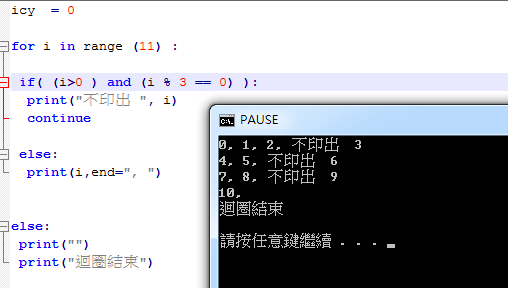 icy = 0
for i in range (11) :
if( (i>0 ) and (i % 3 == 0) ):
print("不印出 ", i)
continue
else:
print(i,end=", ")
else:
print("")
print("迴圈結束")
C:\. PAUSE
0, 1, 2, 不印出 3
4, 5, 不印出 6
7, 8, 不印出 9
10,
迴圈結束
請按任意鍵繼續 . . .